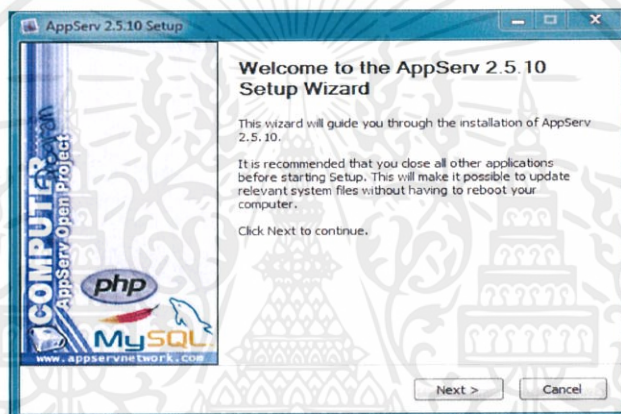 AppServ 2.5.10 Setup
Welcome to the AppServ 2.5.10
Setup Wizard
This wizard will guide you through the installation of AppServ
2.5.10.
It is recommended that you close all other applications
before starting Setup. This will make it possible to update
relevant system files without having to reboot your
computer.
Click Next to continue.
COMPUTER
Program
AppServ Open Project
php
MySQL
www.appservnetwork.com
Next >
Cancel